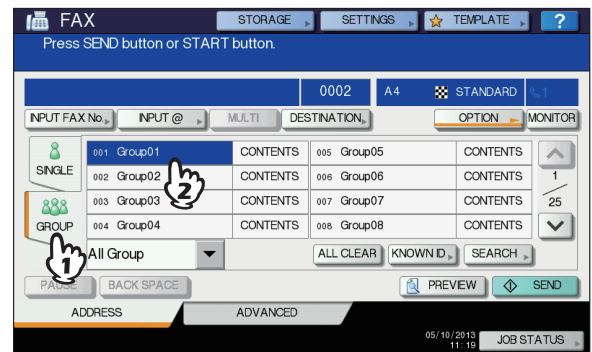 FAX STORAGE SETTINGS TEMPLATE ?
Press SEND button or START button.
0002 A4 STANDARD 1
INPUT FAX No. INPUT @ MULTI DESTINATION OPTION MONITOR
SINGLE
GROUP
001 Group01 CONTENTS 005 Group05 CONTENTS
002 Group02 CONTENTS 006 Group06 CONTENTS
003 Group03 CONTENTS 007 Group07 CONTENTS
004 Group04 CONTENTS 008 Group08 CONTENTS
1
25
2
1
All Group ALL CLEAR KNOWN ID SEARCH
PAUSE BACK SPACE PREVIEW SEND
ADDRESS ADVANCED
05/10/2013
11:19
JOB STATUS